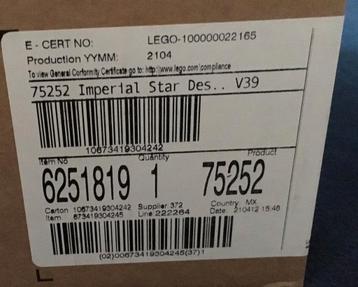 E - CERT NO: LEGO-100000022165
Production YYMM: 2104
To view General Conformity Certificate go to: http://www.lego.com/compliance
75252 Imperial Star Des.. V39
10673419304242
Item No Quantity Product
6251819 1 75252
Carton 10673419304242 Supplier 372 Country MX
Item 673419304245 Line 222264 Date 210412 15:46
(02)00673419304245(37)1